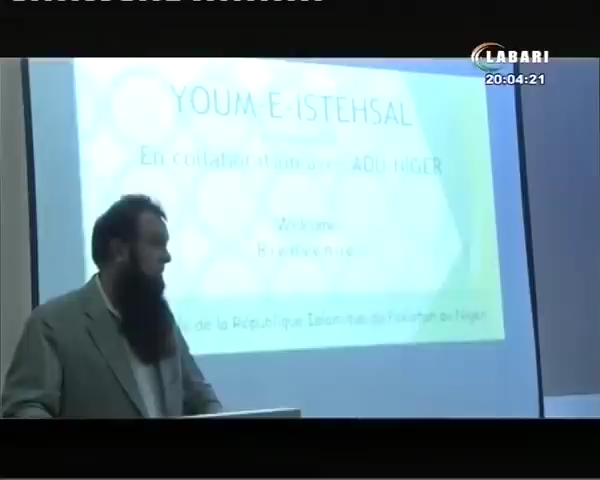 LABARI
20:04:21
YOUM-E-ISTEHSAL
En collaboration avec ADU-NIGER
Welcome
Bienvenue
de la République Islamique du Pakistan au Niger